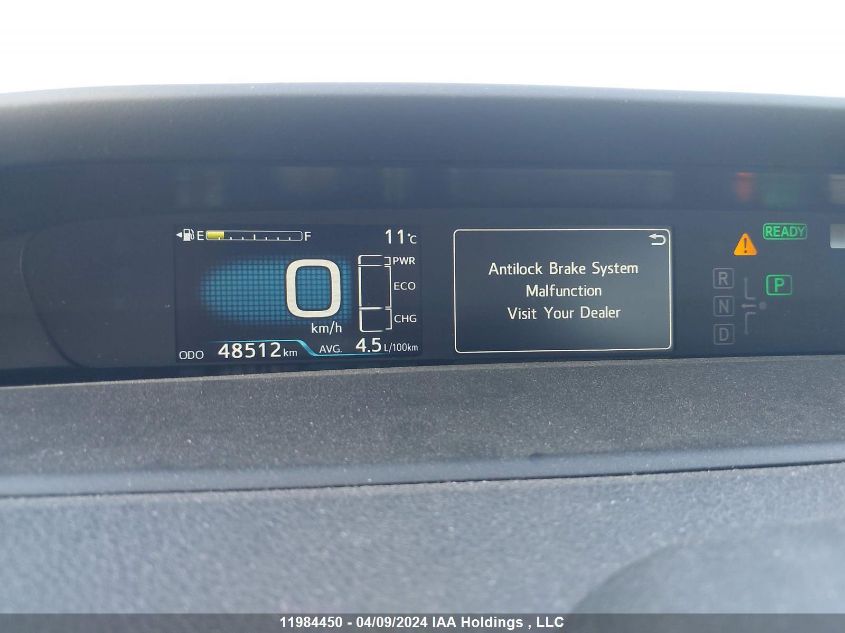 E F 11°C
0
km/h
PWR
ECO
CHG
ODO 48512 km AVG. 4.5 L/100km
Antilock Brake System
Malfunction
Visit Your Dealer
READY
R
P
N
D
11984450 - 04/09/2024 IAA Holdings , LLC